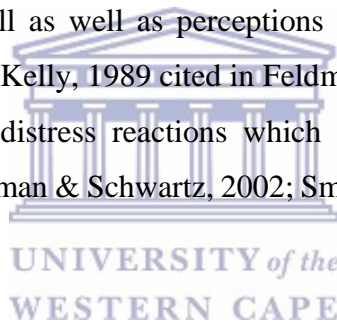 ll as well as perceptions
Kelly, 1989 cited in Feldm
distress reactions which
man & Schwartz, 2002; Sm
UNIVERSITY of the
WESTERN CAPE